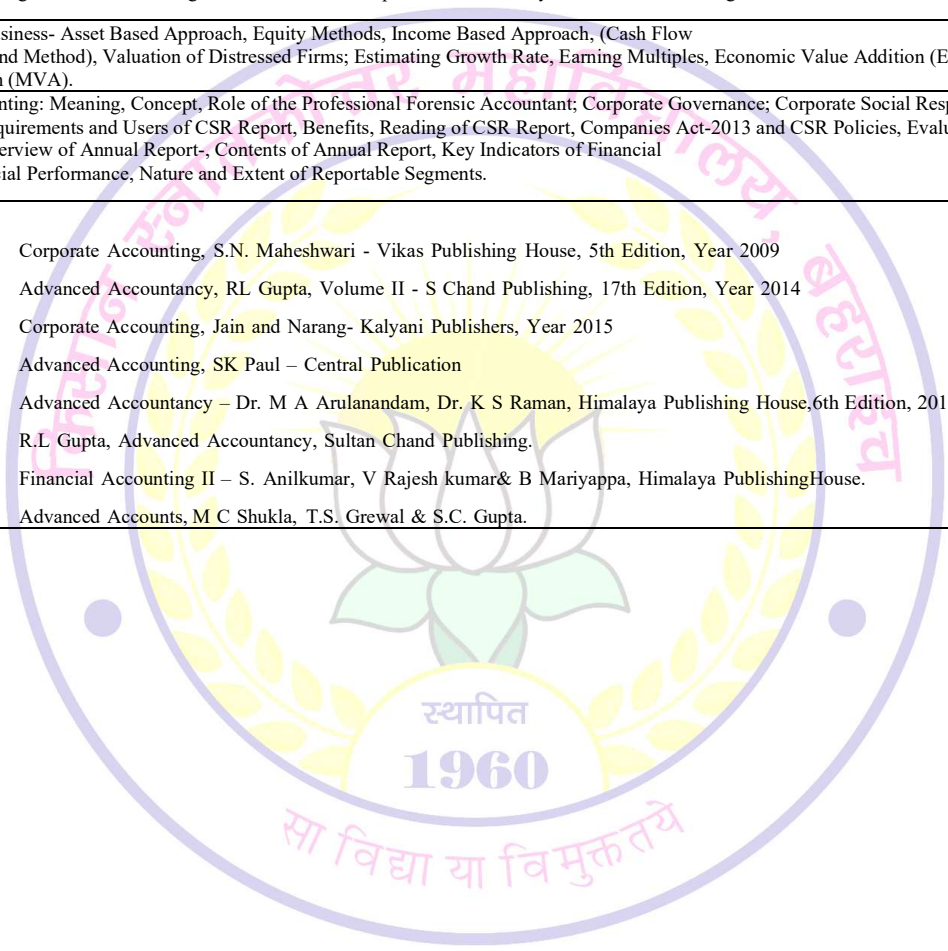 siness- Asset Based Approach, Equity Methods, Income Based Approach, (Cash Flow
nd Method), Valuation of Distressed Firms; Estimating Growth Rate, Earning Multiples, Economic Value Addition (E
n (MVA).
nting: Meaning, Concept, Role of the Professional Forensic Accountant; Corporate Governance; Corporate Social Resp
quirements and Users of CSR Report, Benefits, Reading of CSR Report, Companies Act-2013 and CSR Policies, Evalu
erview of Annual Report-, Contents of Annual Report, Key Indicators of Financial
cial Performance, Nature and Extent of Reportable Segments.
Corporate Accounting, S.N. Maheshwari - Vikas Publishing House, 5th Edition, Year 2009
Advanced Accountancy, RL Gupta, Volume II - S Chand Publishing, 17th Edition, Year 2014
Corporate Accounting, Jain and Narang- Kalyani Publishers, Year 2015
Advanced Accounting, SK Paul – Central Publication
Advanced Accountancy – Dr. M A Arulanandam, Dr. K S Raman, Himalaya Publishing House,6th Edition, 201
R.L Gupta, Advanced Accountancy, Sultan Chand Publishing.
Financial Accounting II – S. Anilkumar, V Rajesh kumar& B Mariyappa, Himalaya PublishingHouse.
Advanced Accounts, M C Shukla, T.S. Grewal & S.C. Gupta.
किसान स्नातकोत्तर महाविद्यालय, बहराइच
स्थापित
1960
सा विद्या या विमुक्तये